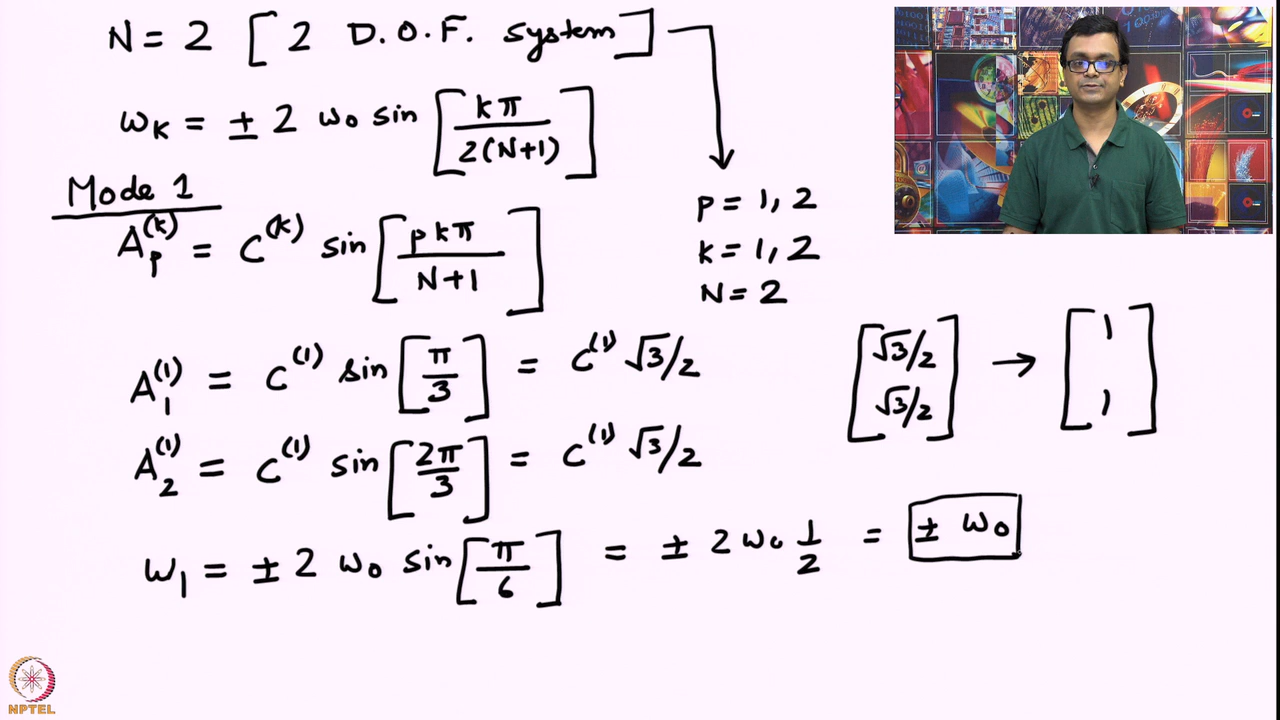 N = 2 [ 2 D.O.F. system ]
ω_K = ± 2 ω₀ sin [ kπ / 2(N+1) ]
Mode 1
A_p^(k) = C^(k) sin [ pkπ / N+1 ]
p = 1, 2
k = 1, 2
N = 2
A_1^(1) = C^(1) sin [ π / 3 ] = C^(1) √3/2
A_2^(1) = C^(1) sin [ 2π / 3 ] = C^(1) √3/2
[ √3/2 √3/2 ] → [ 1 1 ]
ω_1 = ± 2 ω₀ sin [ π / 6 ] = ± 2 ω₀ 1/2 = ± ω₀
NPTEL